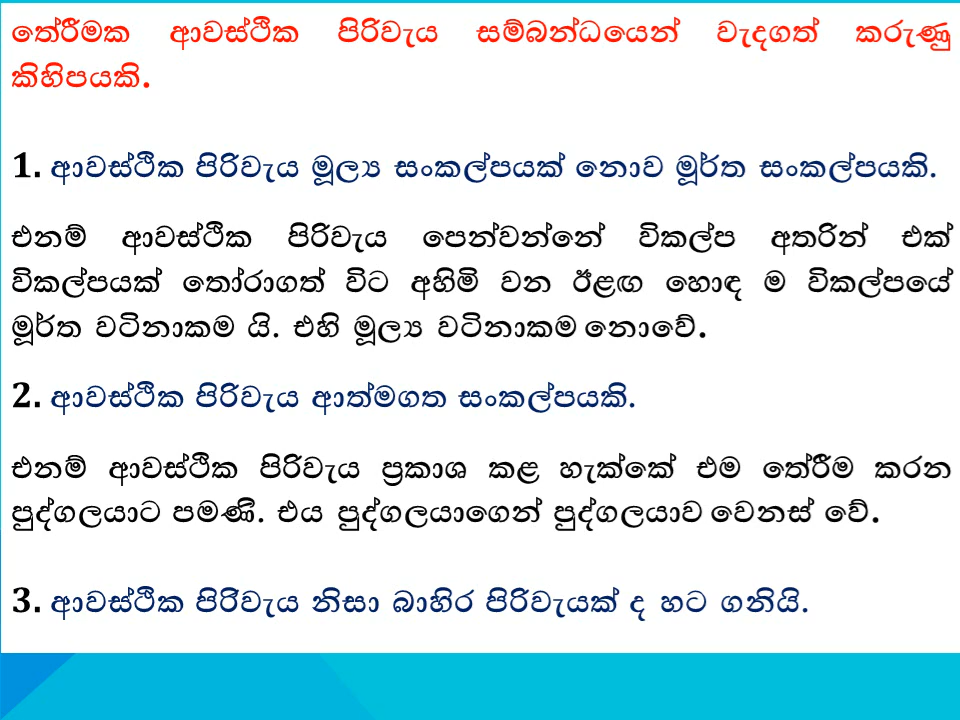 තේරීමක ආවස්ථික පිරිවැය සම්බන්ධයෙන් වැදගත් කරුණු
කිහිපයකි.
1. ආවස්ථික පිරිවැය මූල්‍ය සංකල්පයක් නොව මූර්ත සංකල්පයකි.
එනම් ආවස්ථික පිරිවැය පෙන්වන්නේ විකල්ප අතරින් එක්
විකල්පයක් තෝරාගත් විට අහිමි වන ඊළඟ හොඳ ම විකල්පයේ
මූර්ත වටිනාකම යි. එහි මූල්‍ය වටිනාකම නොවේ.
2. ආවස්ථික පිරිවැය ආත්මගත සංකල්පයකි.
එනම් ආවස්ථික පිරිවැය ප්‍රකාශ කළ හැක්කේ එම තේරීම කරන
පුද්ගලයාට පමණි. එය පුද්ගලයාගෙන් පුද්ගලයාව වෙනස් වේ.
3. ආවස්ථික පිරිවැය නිසා බාහිර පිරිවැයක් ද හට ගනියි.